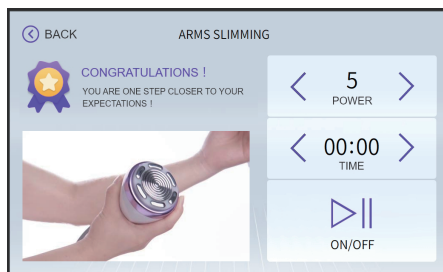 BACK
ARMS SLIMMING
CONGRATULATIONS !
YOU ARE ONE STEP CLOSER TO YOUR
EXPECTATIONS !
5
POWER
00:00
TIME
ON/OFF